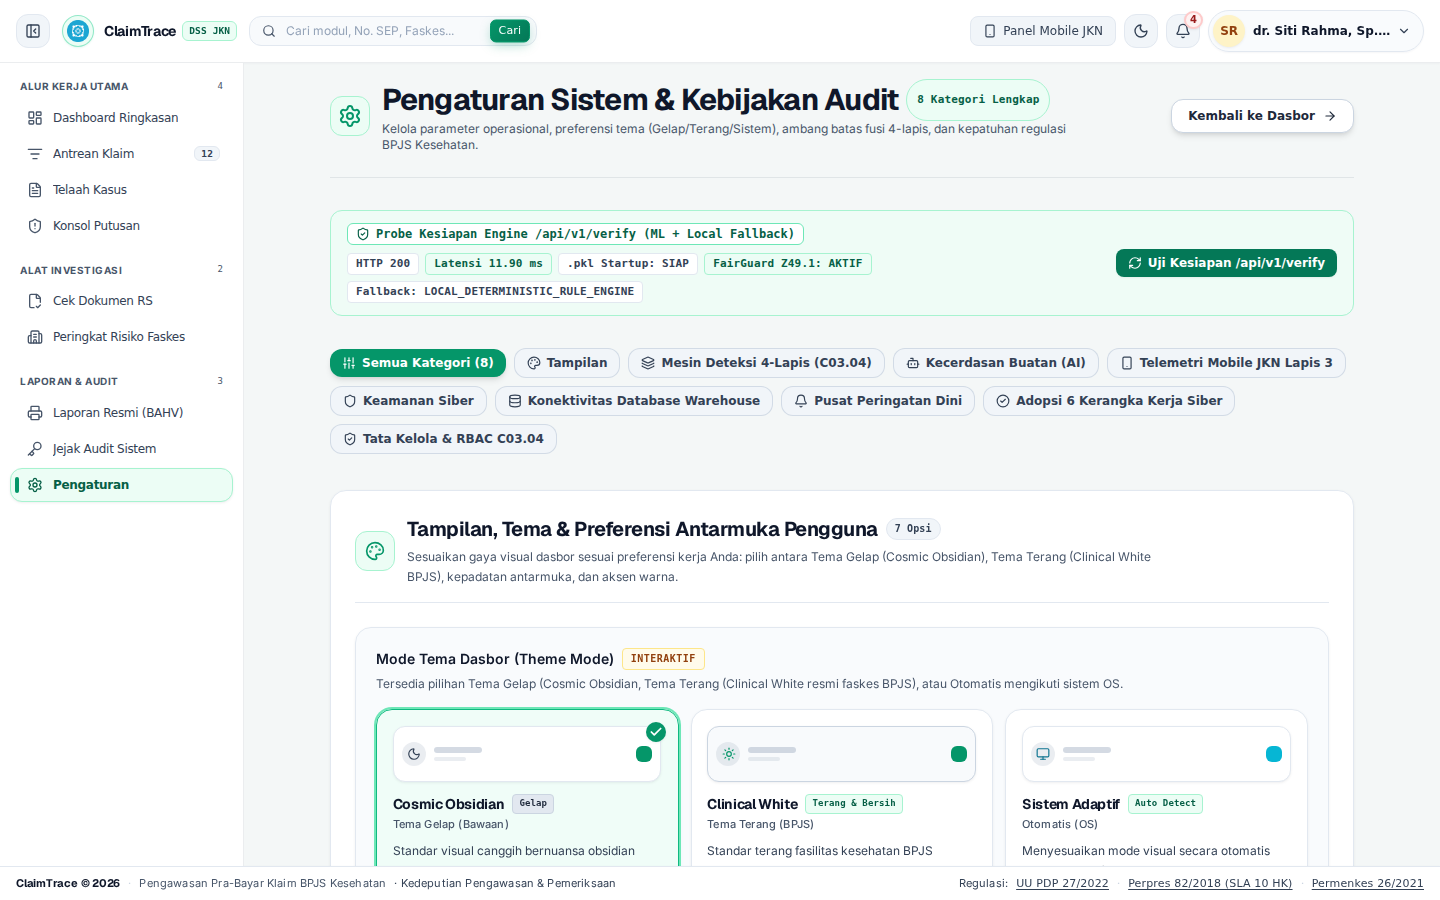 ClaimTrace
DSS JKN
Cari modul, No. SEP, Faskes...
Cari
Panel Mobile JKN
4
SR
dr. Siti Rahma, Sp....
ALUR KERJA UTAMA
4
Dashboard Ringkasan
Antrean Klaim
12
Telaah Kasus
Konsol Putusan
ALAT INVESTIGASI
2
Cek Dokumen RS
Peringkat Risiko Faskes
LAPORAN & AUDIT
3
Laporan Resmi (BAHV)
Jejak Audit Sistem
Pengaturan
Pengaturan Sistem & Kebijakan Audit
8 Kategori Lengkap
Kelola parameter operasional, preferensi tema (Gelap/Terang/Sistem), ambang batas fusi 4-lapis, dan kepatuhan regulasi
BPJS Kesehatan.
Kembali ke Dasbor
Probe Kesiapan Engine /api/v1/verify (ML + Local Fallback)
HTTP 200
Latensi 11.90 ms
.pkl Startup: SIAP
FairGuard Z49.1: AKTIF
Fallback: LOCAL_DETERMINISTIC_RULE_ENGINE
Uji Kesiapan /api/v1/verify
Semua Kategori (8)
Tampilan
Mesin Deteksi 4-Lapis (C03.04)
Kecerdasan Buatan (AI)
Telemetri Mobile JKN Lapis 3
Keamanan Siber
Konektivitas Database Warehouse
Pusat Peringatan Dini
Adopsi 6 Kerangka Kerja Siber
Tata Kelola & RBAC C03.04
Tampilan, Tema & Preferensi Antarmuka Pengguna
7 Opsi
Sesuaikan gaya visual dasbor sesuai preferensi kerja Anda: pilih antara Tema Gelap (Cosmic Obsidian), Tema Terang (Clinical White
BPJS), kepadatan antarmuka, dan aksen warna.
Mode Tema Dasbor (Theme Mode)
INTERAKTIF
Tersedia pilihan Tema Gelap (Cosmic Obsidian, Tema Terang (Clinical White resmi faskes BPJS), atau Otomatis mengikuti sistem OS.
Cosmic Obsidian
Gelap
Tema Gelap (Bawaan)
Standar visual canggih bernuansa obsidian
Clinical White
Terang & Bersih
Tema Terang (BPJS)
Standar terang fasilitas kesehatan BPJS
Sistem Adaptif
Auto Detect
Otomatis (OS)
Menyesuaikan mode visual secara otomatis
ClaimTrace © 2026 · Pengawasan Pra-Bayar Klaim BPJS Kesehatan · Kedeputian Pengawasan & Pemeriksaan
Regulasi: UU PDP 27/2022 · Perpres 82/2018 (SLA 10 HK) · Permenkes 26/2021